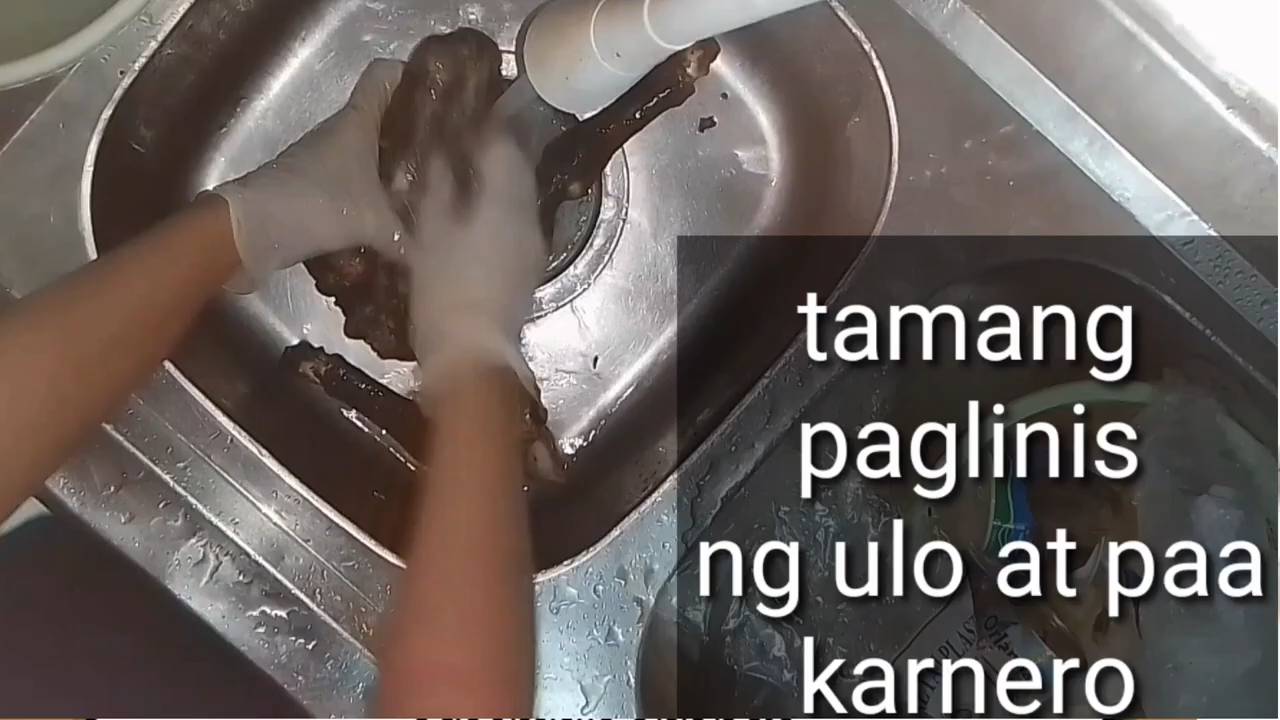 tamang
paglinis
ng ulo at paa
karnero